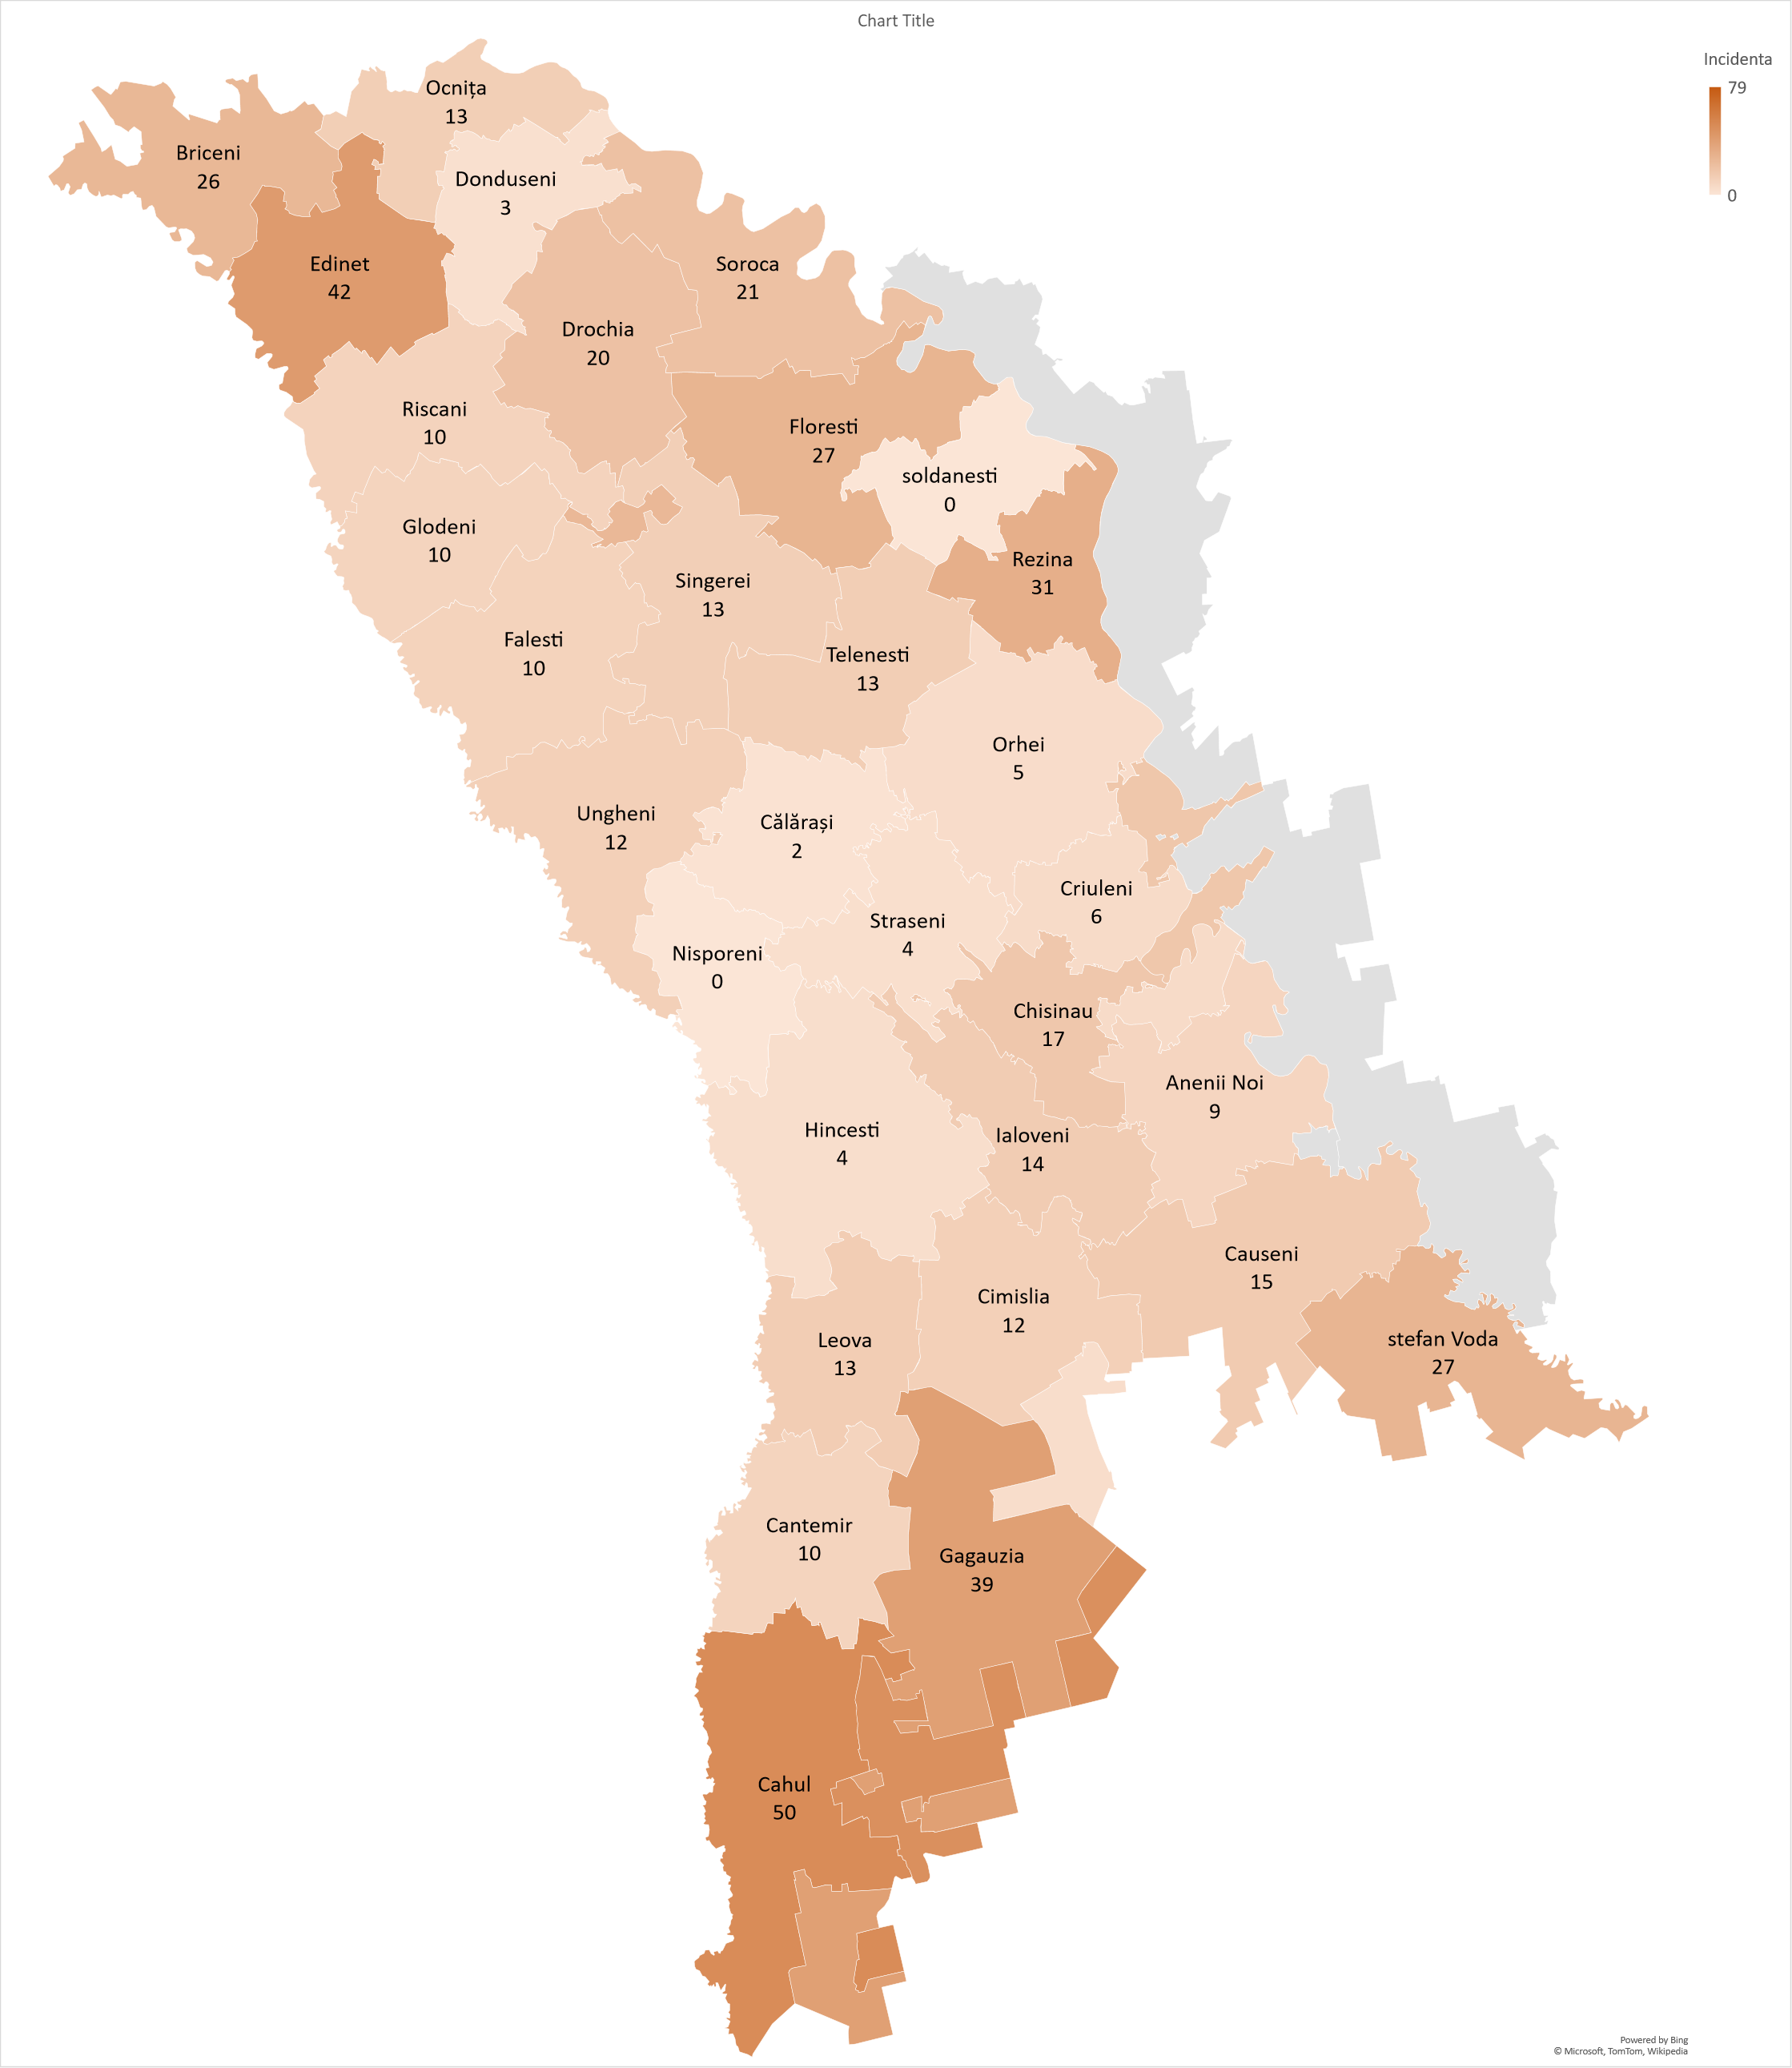 Chart Title
Incidenta
79
0
Ocnița
13
Briceni
26
Donduseni
3
Edinet
42
Soroca
21
Drochia
20
Riscani
10
Floresti
27
soldanesti
0
Glodeni
10
Rezina
31
Singerei
13
Falesti
10
Telenesti
13
Orhei
5
Ungheni
12
Călărași
2
Criuleni
6
Straseni
4
Nisporeni
0
Chisinau
17
Anenii Noi
9
Hincesti
4
Ialoveni
14
Causeni
15
Cimislia
12
Leova
13
stefan Voda
27
Cantemir
10
Gagauzia
39
Cahul
50
Powered by Bing
© Microsoft, TomTom, Wikipedia